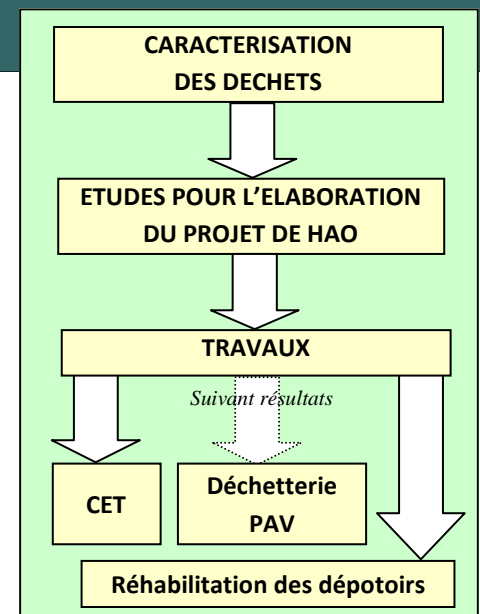 CARACTERISATION
DES DECHETS
ETUDES POUR L'ELABORATION
DU PROJET DE HAO
TRAVAUX
Suivant résultats
CET
Déchetterie
PAV
Réhabilitation des dépotoirs